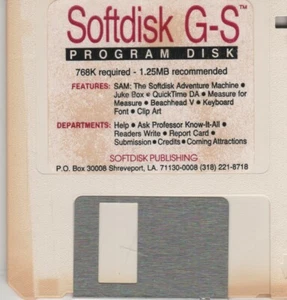 Softdisk G-S™
PROGRAM DISK
768K required - 1.25MB recommended
FEATURES: SAM: The Softdisk Adventure Machine •
Juke Box • QuickTime DA • Measure for
Measure • Beachhead V • Keyboard
Font • Clip Art
DEPARTMENTS: Help • Ask Professor Know-It-All •
Readers Write • Report Card •
Submission • Credits • Coming Attractions
SOFTDISK PUBLISHING
P.O. Box 30008 Shreveport, LA. 71130-0008 (318) 221-8718